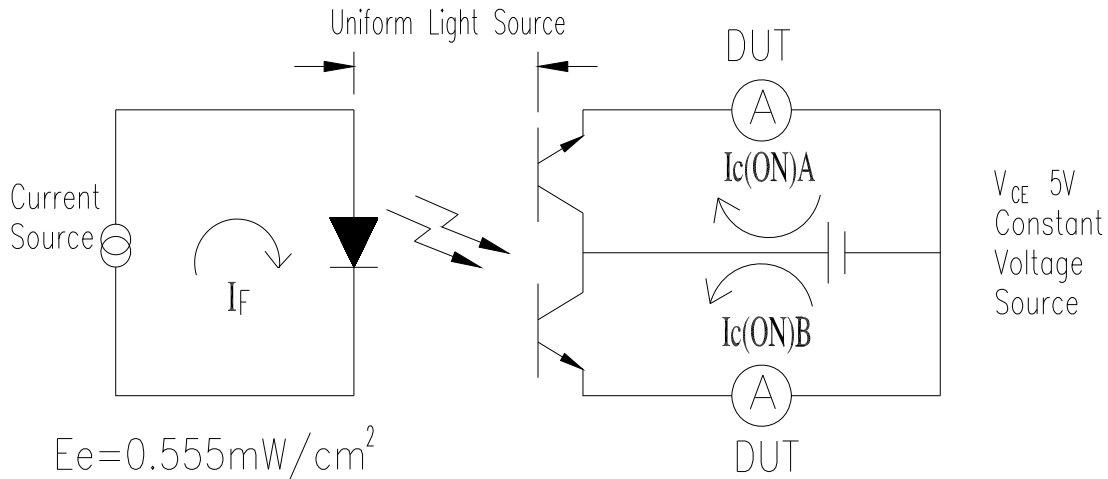 Uniform Light Source
DUT
A
Ic(ON)A
Current
Source
IF
VCE 5V
Constant
Voltage
Source
Ic(ON)B
A
DUT
Ee=0.555mW/cm²